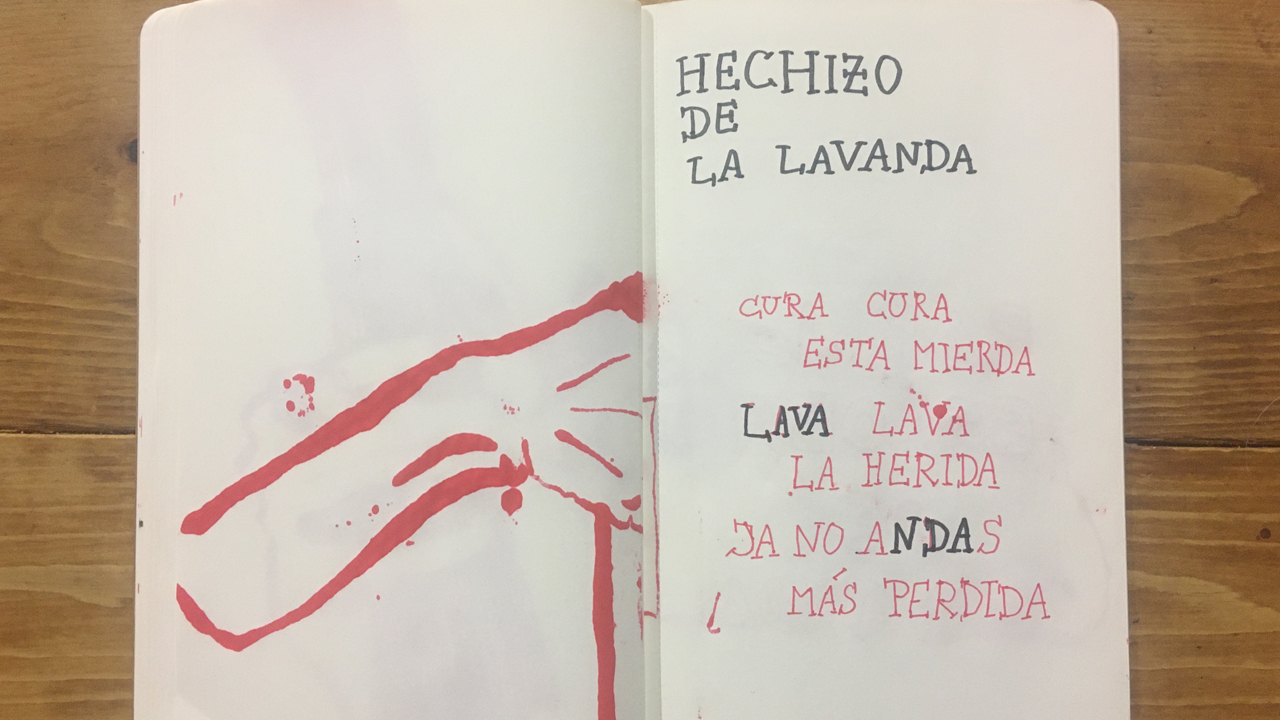 HECHIZO
DE
LA LAVANDA
CURA CURA
ESTA MIERDA
LAVA LAVA
LA HERIDA
JA NO ANDAS
MÁS PERDIDA